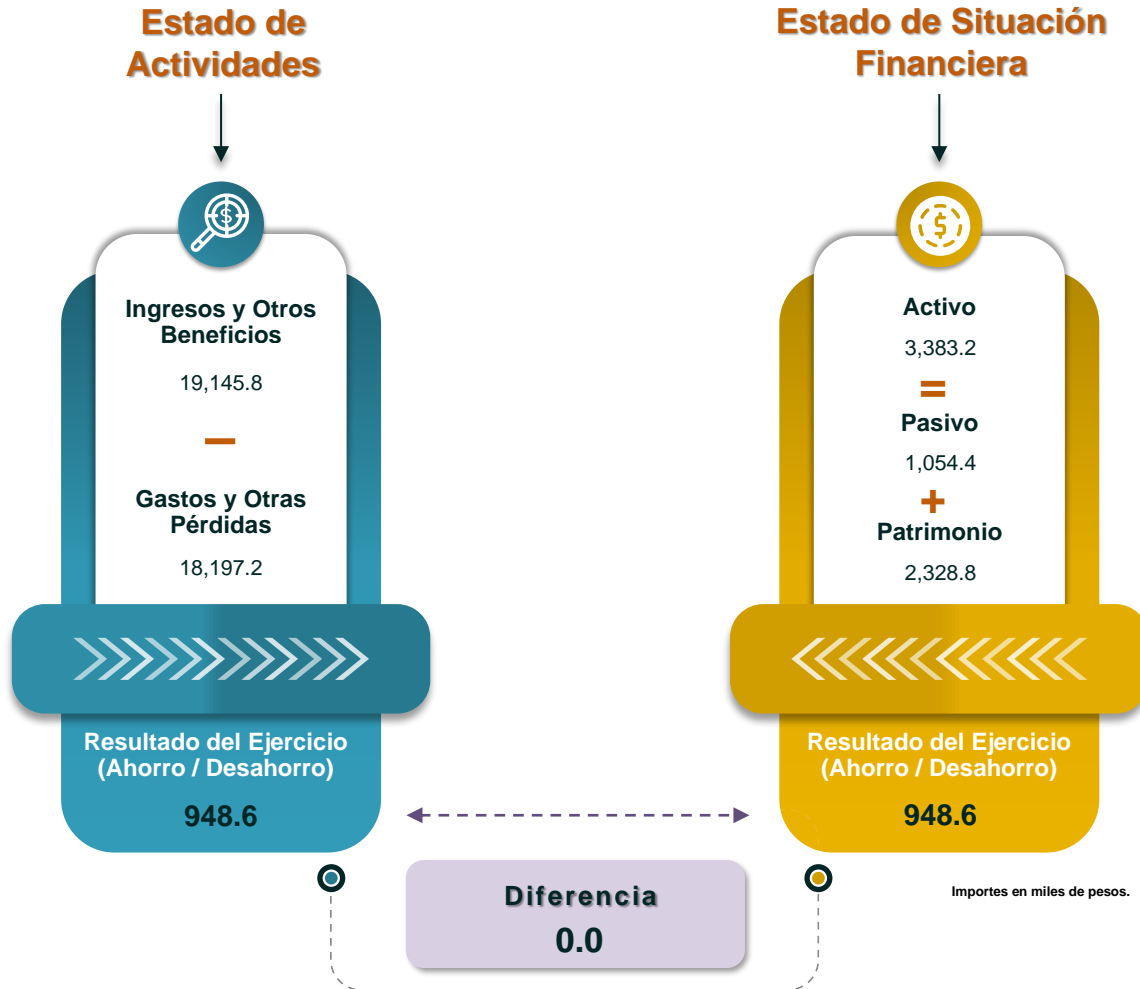 Estado de
Actividades
Ingresos y Otros
Beneficios
19,145.8
–
Gastos y Otras
Pérdidas
18,197.2
Resultado del Ejercicio
(Ahorro / Desahorro)
948.6
Estado de Situación
Financiera
Activo
3,383.2
=
Pasivo
1,054.4
+
Patrimonio
2,328.8
Resultado del Ejercicio
(Ahorro / Desahorro)
948.6
Diferencia
0.0
Importes en miles de pesos.